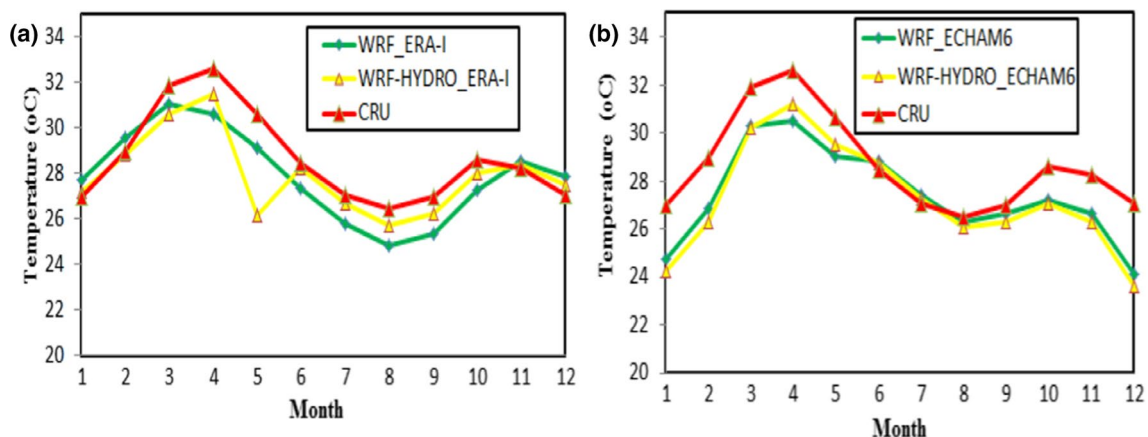 (a)
WRF_ERA-I
WRF-HYDRO_ERA-I
CRU
Temperature (oC)
34
32
30
28
26
24
22
20
1 2 3 4 5 6 7 8 9 10 11 12
Month
(b)
WRF_ECHAM6
WRF-HYDRO_ECHAM6
CRU
Temperature (oC)
34
32
30
28
26
24
22
20
1 2 3 4 5 6 7 8 9 10 11 12
Month